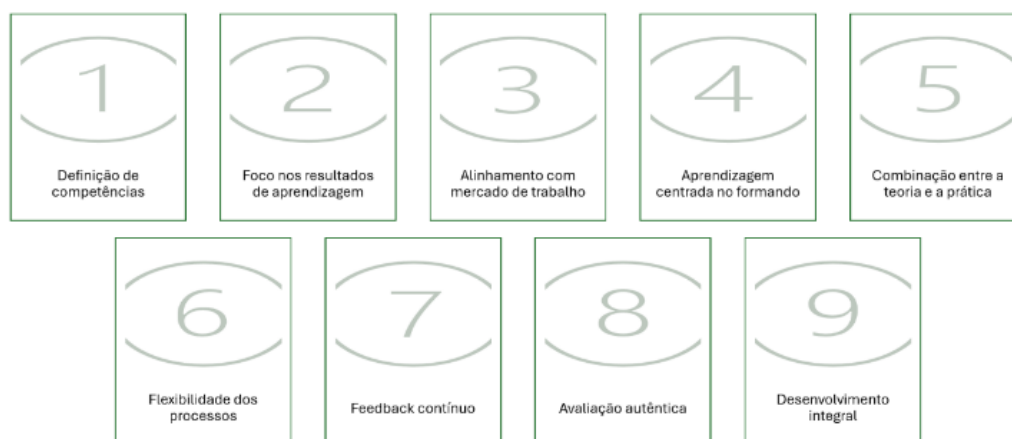 1
Definição de
competências
2
Foco nos resultados
de aprendizagem
3
Alinhamento com
mercado de trabalho
4
Aprendizagem
centrada no formando
5
Combinação entre a
teoria e a prática
6
Flexibilidade dos
processos
7
Feedback contínuo
8
Avaliação autêntica
9
Desenvolvimento
integral